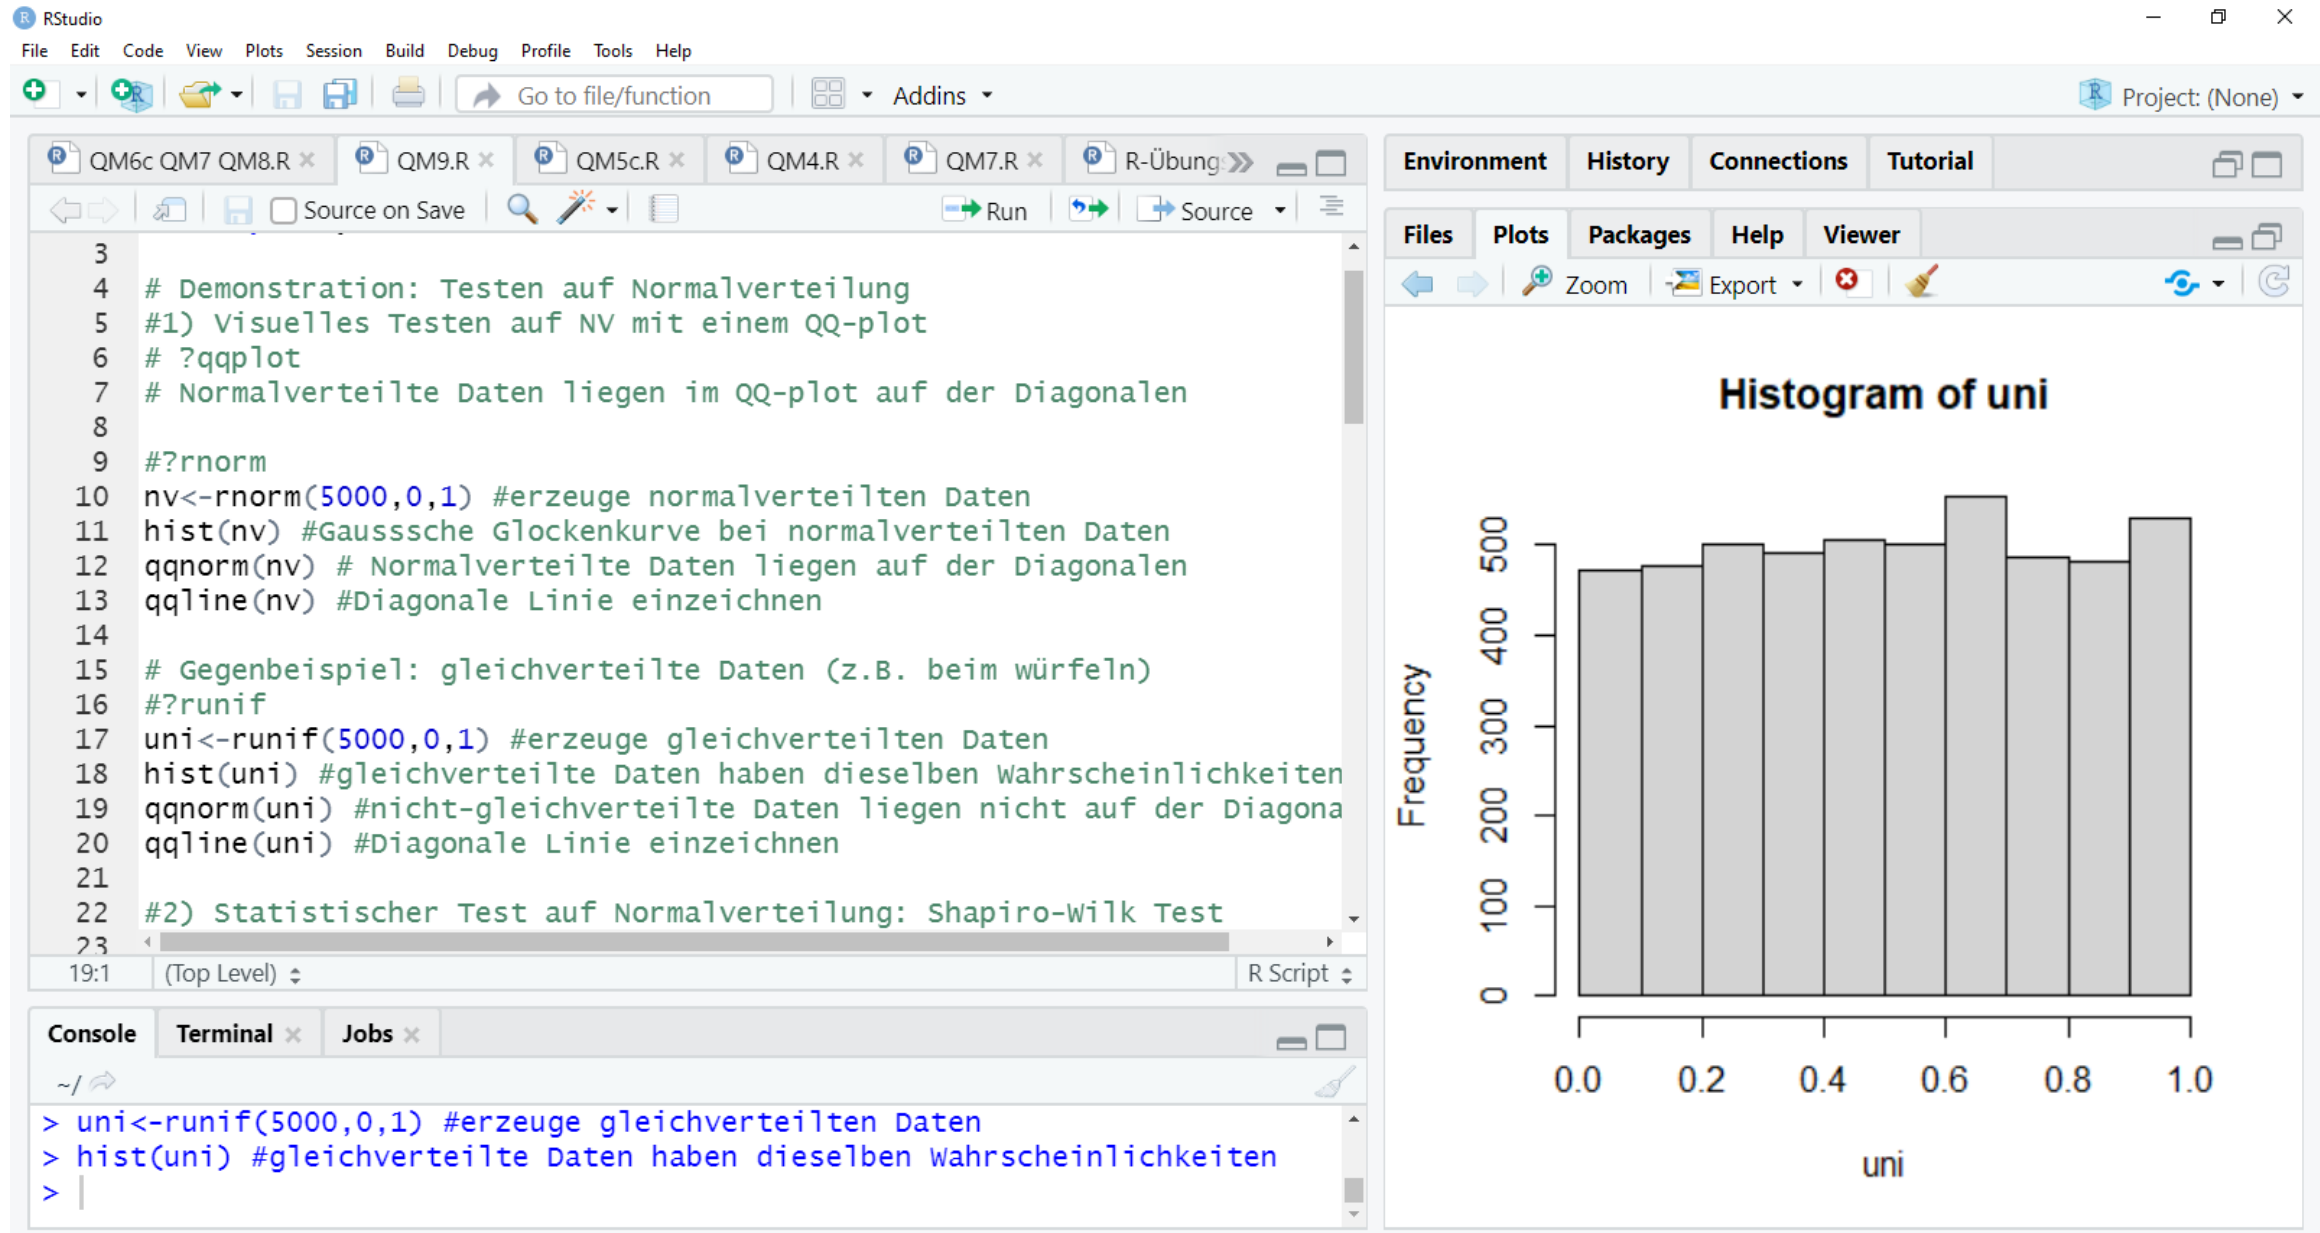 RStudio
File Edit Code View Plots Session Build Debug Profile Tools Help
Go to file/function Addins Project: (None)
QM6c QM7 QM8.R QM9.R QM5c.R QM4.R QM7.R R-Übung
Source on Save Run Source
3
4 # Demonstration: Testen auf Normalverteilung
5 #1) Visuelles Testen auf NV mit einem QQ-plot
6 # ?qqplot
7 # Normalverteilte Daten liegen im QQ-plot auf der Diagonalen
8
9 #?rnorm
10 nv<-rnorm(5000,0,1) #erzeuge normalverteilten Daten
11 hist(nv) #Gausssche Glockenkurve bei normalverteilten Daten
12 qqnorm(nv) # Normalverteilte Daten liegen auf der Diagonalen
13 qqline(nv) #Diagonale Linie einzeichnen
14
15 # Gegenbeispiel: gleichverteilte Daten (z.B. beim würfeln)
16 #?runif
17 uni<-runif(5000,0,1) #erzeuge gleichverteilten Daten
18 hist(uni) #gleichverteilte Daten haben dieselben Wahrscheinlichkeiten
19 qqnorm(uni) #nicht-gleichverteilte Daten liegen nicht auf der Diagona
20 qqline(uni) #Diagonale Linie einzeichnen
21
22 #2) Statistischer Test auf Normalverteilung: Shapiro-Wilk Test
23
19:1 (Top Level) R Script
Console Terminal Jobs
~/
> uni<-runif(5000,0,1) #erzeuge gleichverteilten Daten
> hist(uni) #gleichverteilte Daten haben dieselben Wahrscheinlichkeiten
>
Environment History Connections Tutorial
Files Plots Packages Help Viewer
Zoom Export
Histogram of uni
Frequency
500
400
300
200
100
0
0.0 0.2 0.4 0.6 0.8 1.0
uni